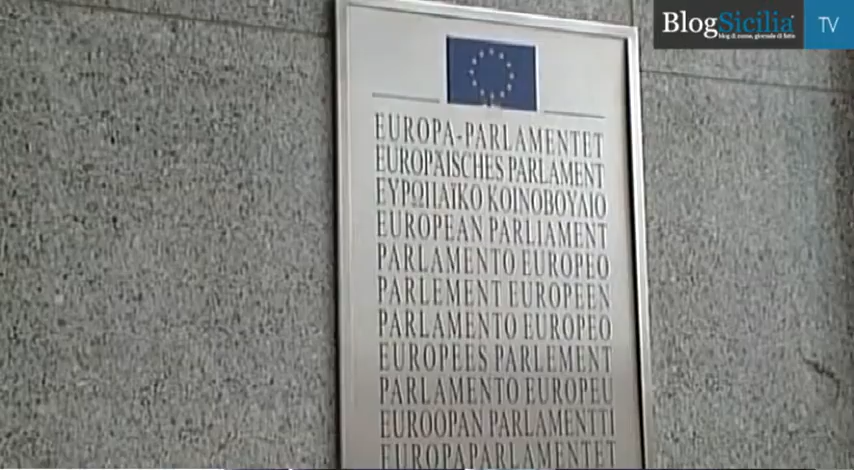 BlogSicilia TV
EUROPA-PARLAMENTET
EUROPÄISCHES PARLAMENT
ΕΥΡΩΠΑΪΚΟ ΚΟΙΝΟΒΟΥΛΙΟ
EUROPEAN PARLIAMENT
PARLAMENTO EUROPEO
PARLEMENT EUROPEEN
PARLAMENTO EUROPEO
EUROPEES PARLEMENT
PARLAMENTO EUROPEU
EUROOPAN PARLAMENTTI
EUROPAPARLAMENTET